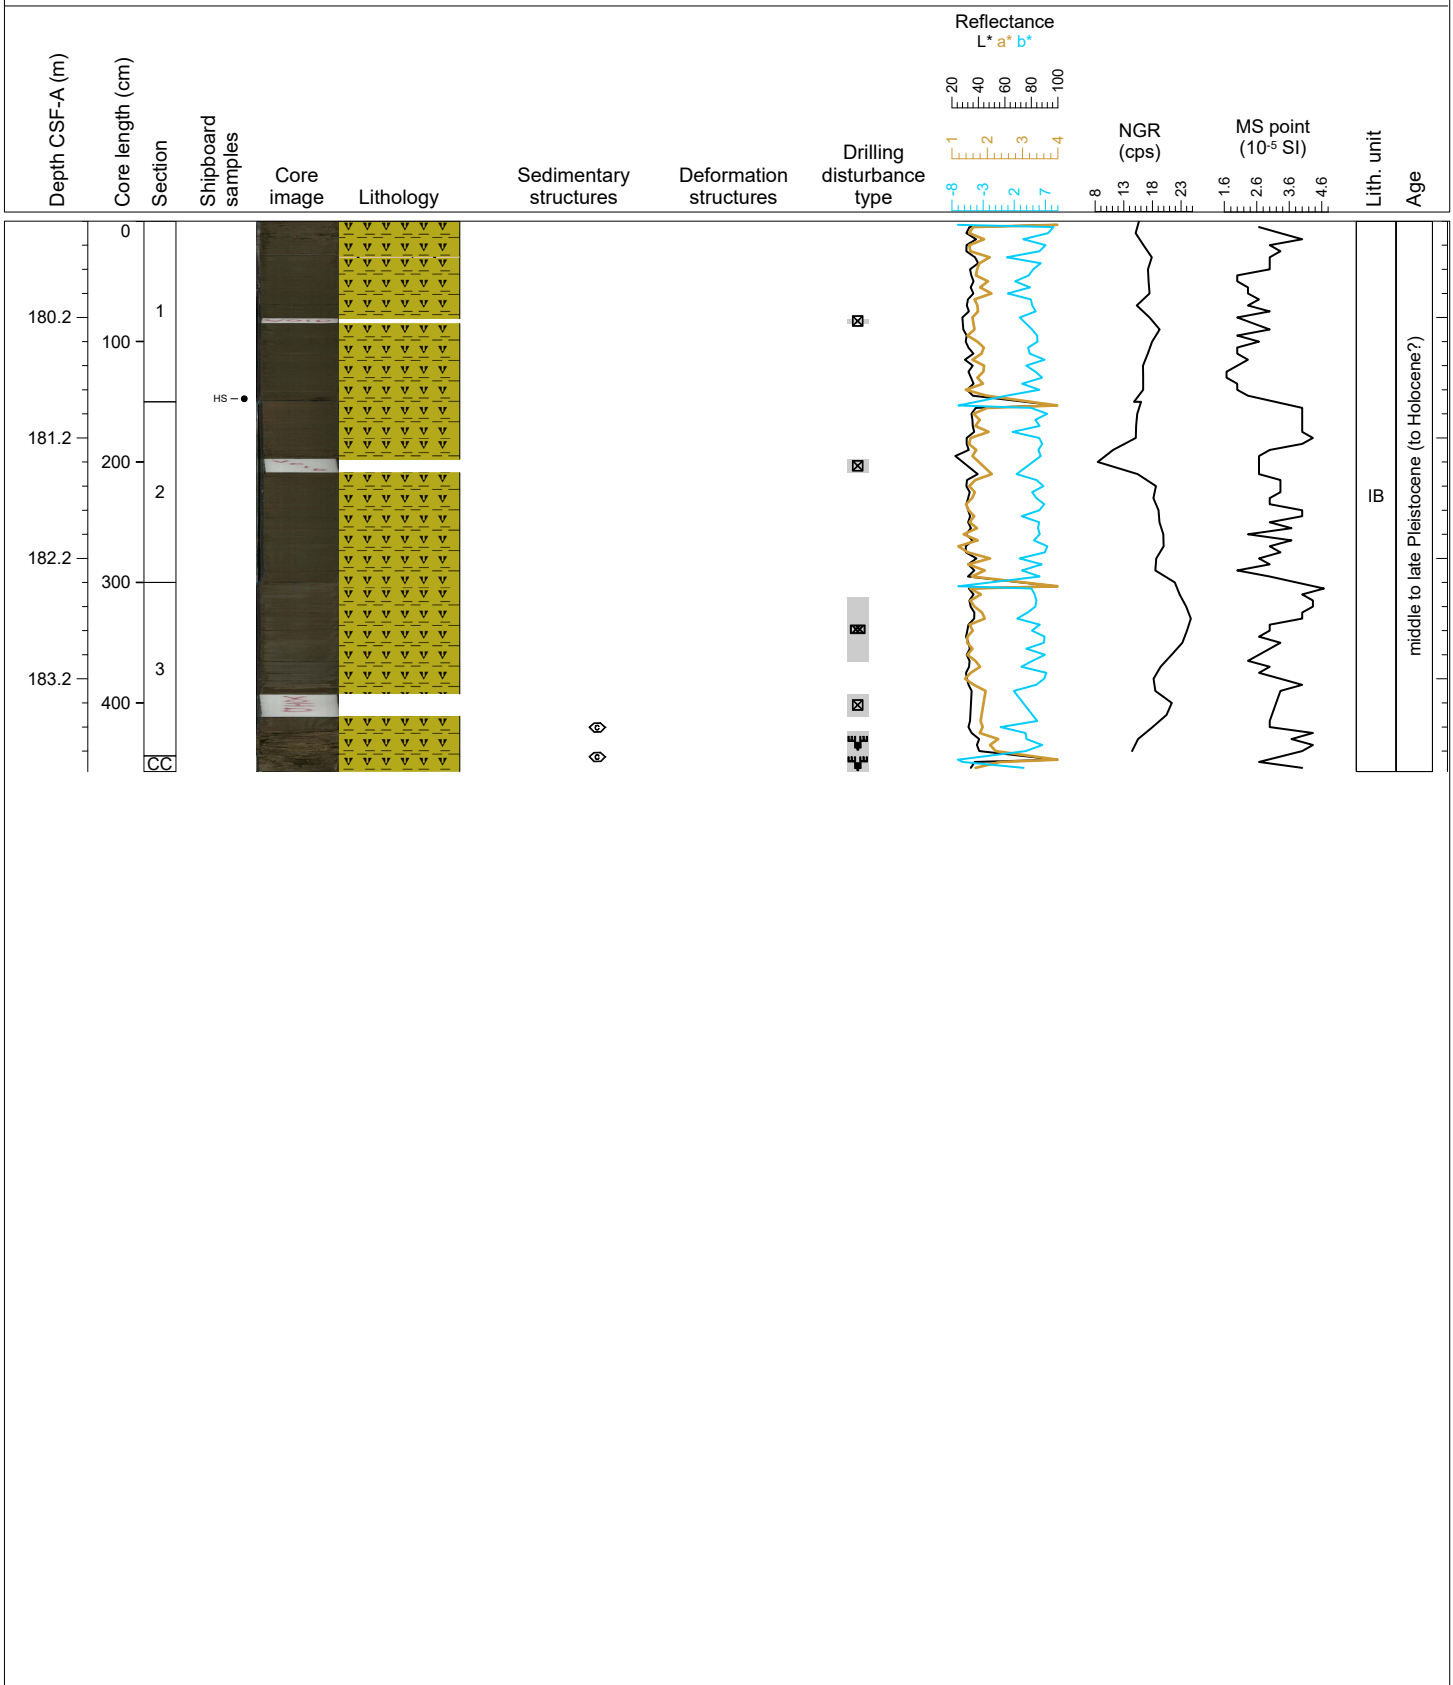 Reflectance
L* a* b*
Depth CSF-A (m)
Core length (cm)
Section
Shipboard
samples
Core
image
Lithology
Sedimentary
structures
Deformation
structures
Drilling
disturbance
type
20 40 60 80 100
1 2 3 4
-8 -3 2 7
NGR
(cps)
8 13 18 23
MS point
(10⁻⁵ SI)
1.6 2.6 3.6 4.6
Lith. unit
Age
0
1
180.2
100
HS
181.2
200
2
IB
middle to late Pleistocene (to Holocene?)
182.2
300
3
183.2
400
c
c
CC